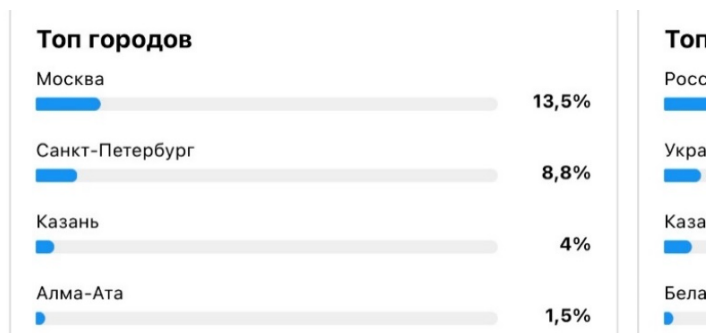 Топ городов
Москва
13,5%
Санкт-Петербург
8,8%
Казань
4%
Алма-Ата
1,5%
Топ
Росс
Укра
Каза
Бела